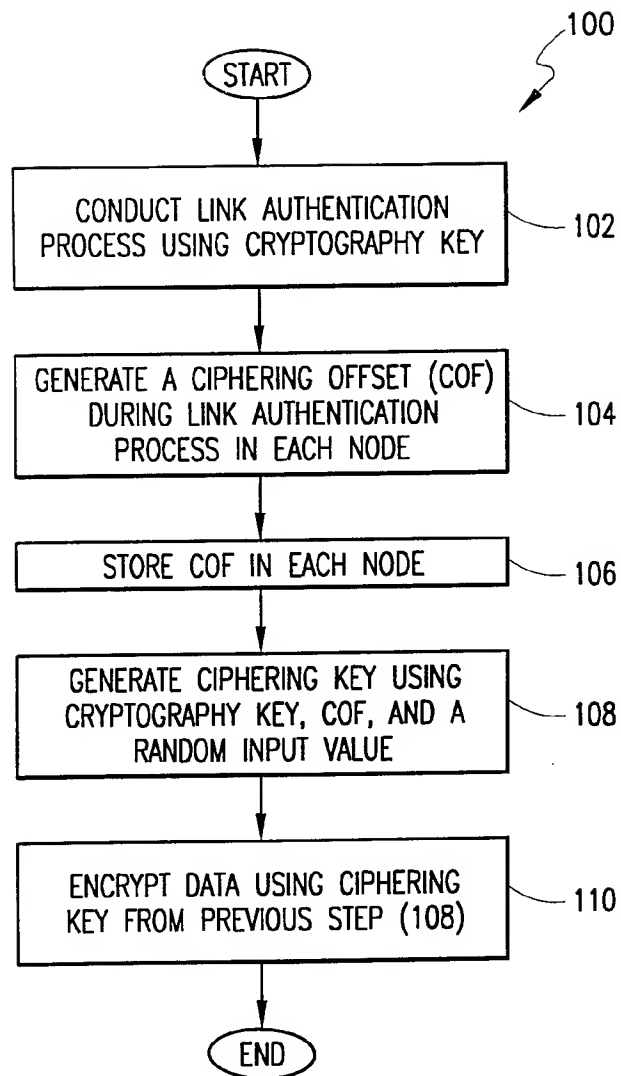 100
START
CONDUCT LINK AUTHENTICATION
PROCESS USING CRYPTOGRAPHY KEY
102
GENERATE A CIPHERING OFFSET (COF)
DURING LINK AUTHENTICATION
PROCESS IN EACH NODE
104
STORE COF IN EACH NODE
106
GENERATE CIPHERING KEY USING
CRYPTOGRAPHY KEY, COF, AND A
RANDOM INPUT VALUE
108
ENCRYPT DATA USING CIPHERING
KEY FROM PREVIOUS STEP (108)
110
END